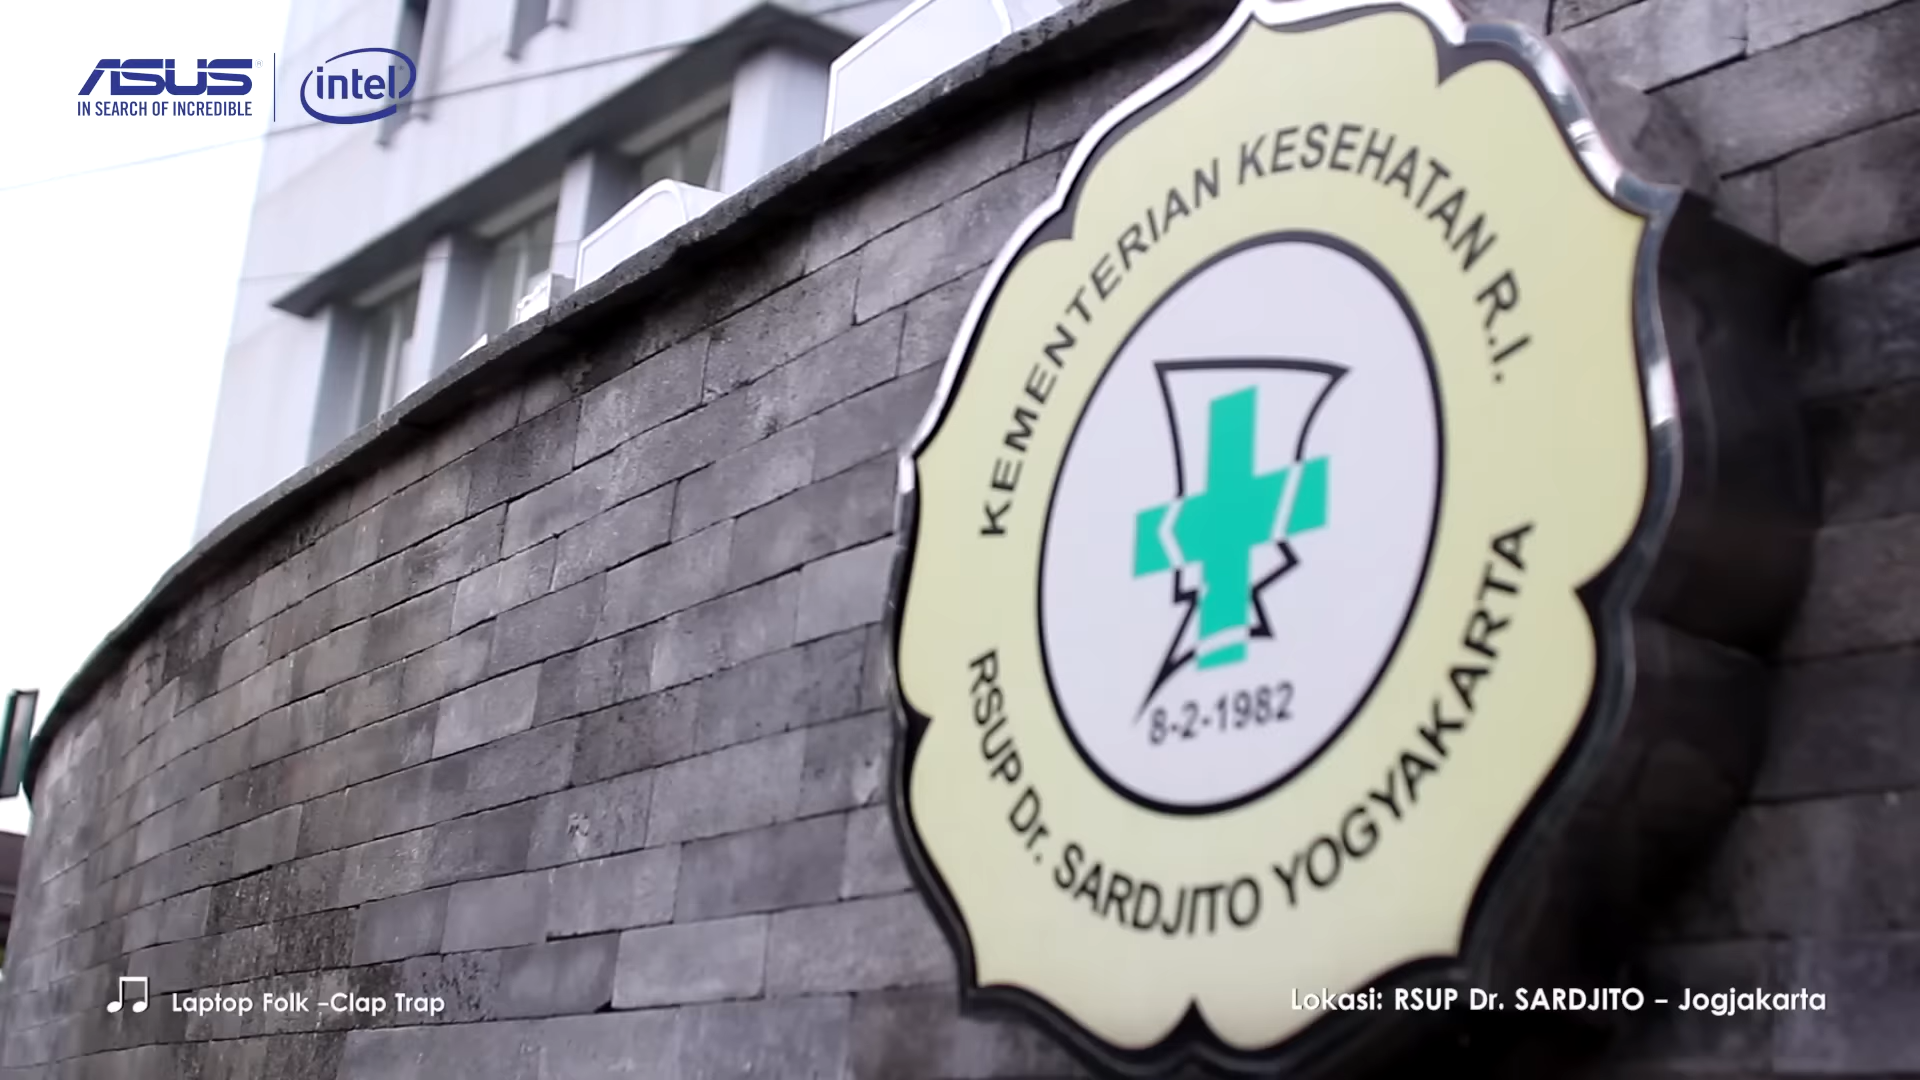 ASUS
IN SEARCH OF INCREDIBLE
intel
KEMENTERIAN KESEHATAN R.I.
8-2-1982
RSUP Dr. SARDJITO YOGYAKARTA
Laptop Folk –Clap Trap
Lokasi: RSUP Dr. SARDJITO – Jogjakarta